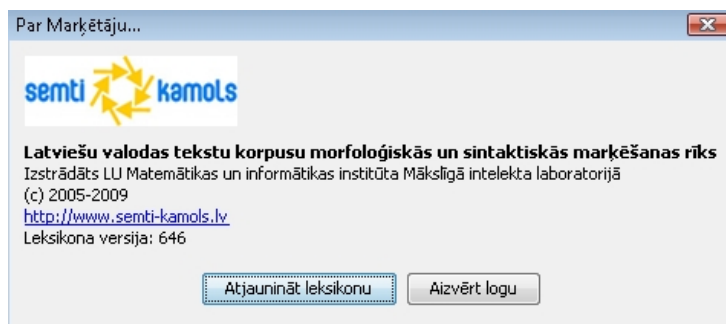 Par Marķētāju...
semti kamols
Latviešu valodas tekstu korpusu morfoloģiskās un sintaktiskās marķēšanas rīks
Izstrādāts LU Matemātikas un informātikas institūta Mākslīgā intelekta laboratorijā
(c) 2005-2009
http://www.semti-kamols.lv
Leksikona versija: 646
Atjaunināt leksikonu Aizvērt logu